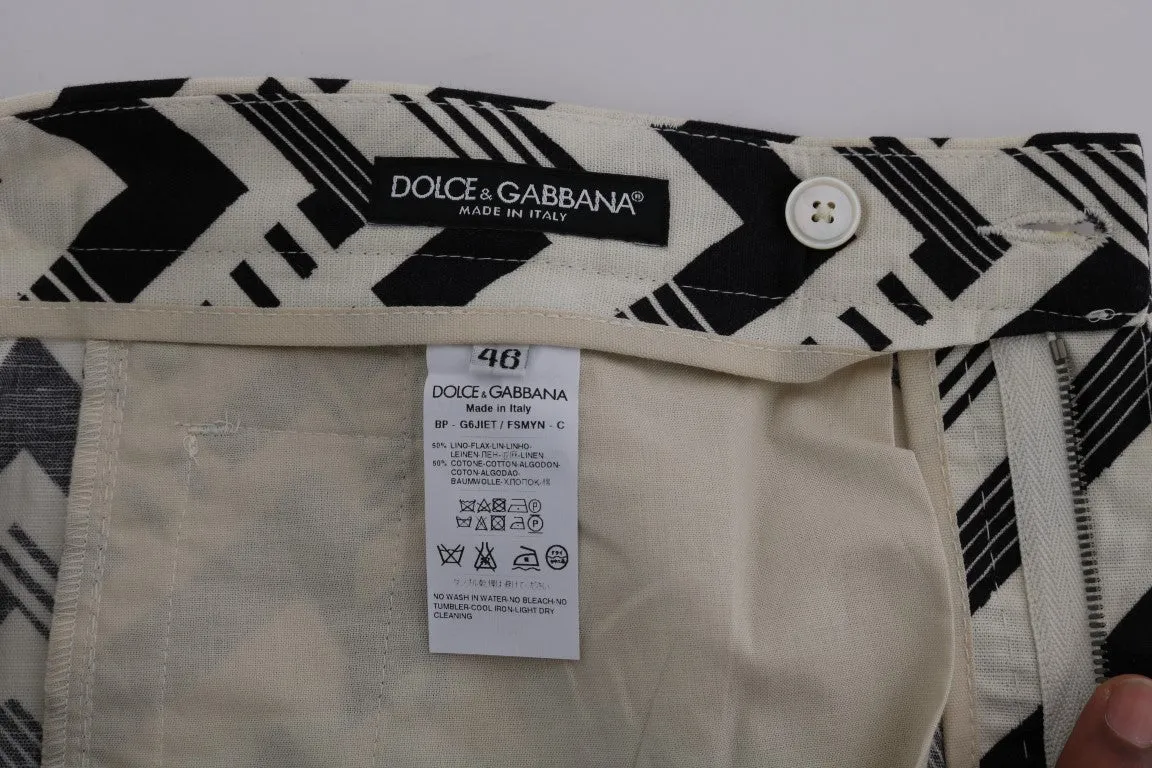 DOLCE & GABBANA®
MADE IN ITALY
46
DOLCE & GABBANA
Made in Italy
BP - G6JIET / FSMYN - C
50% LINO-FLAX-LIN-LINHO-
LEINEN-ЛЕН- -LINEN
COTONE-COTTON-ALGODON-
COTON-ALGODAO-
BAUMWOLLE-ХЛОПОК-棉
NO WASH IN WATER-NO BLEACH-NO
TUMBLER-COOL IRON-LIGHT DRY
CLEANING